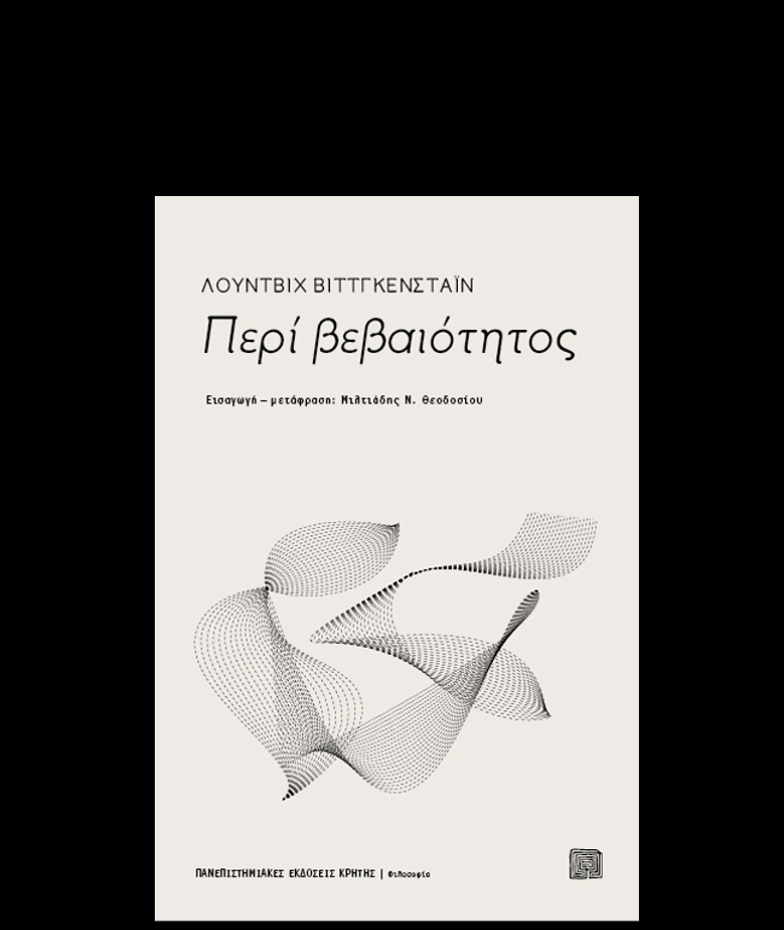 ΛΟΥΝΤΒΙΧ ΒΙΤΤΓΚΕΝΣΤΑΪΝ
Περί βεβαιότητος
Εισαγωγή – μετάφραση: Μιλτιάδης Ν. Θεοδοσίου
ΠΑΝΕΠΙΣΤΗΜΙΑΚΕΣ ΕΚΔΟΣΕΙΣ ΚΡΗΤΗΣ | Φιλοσοφία